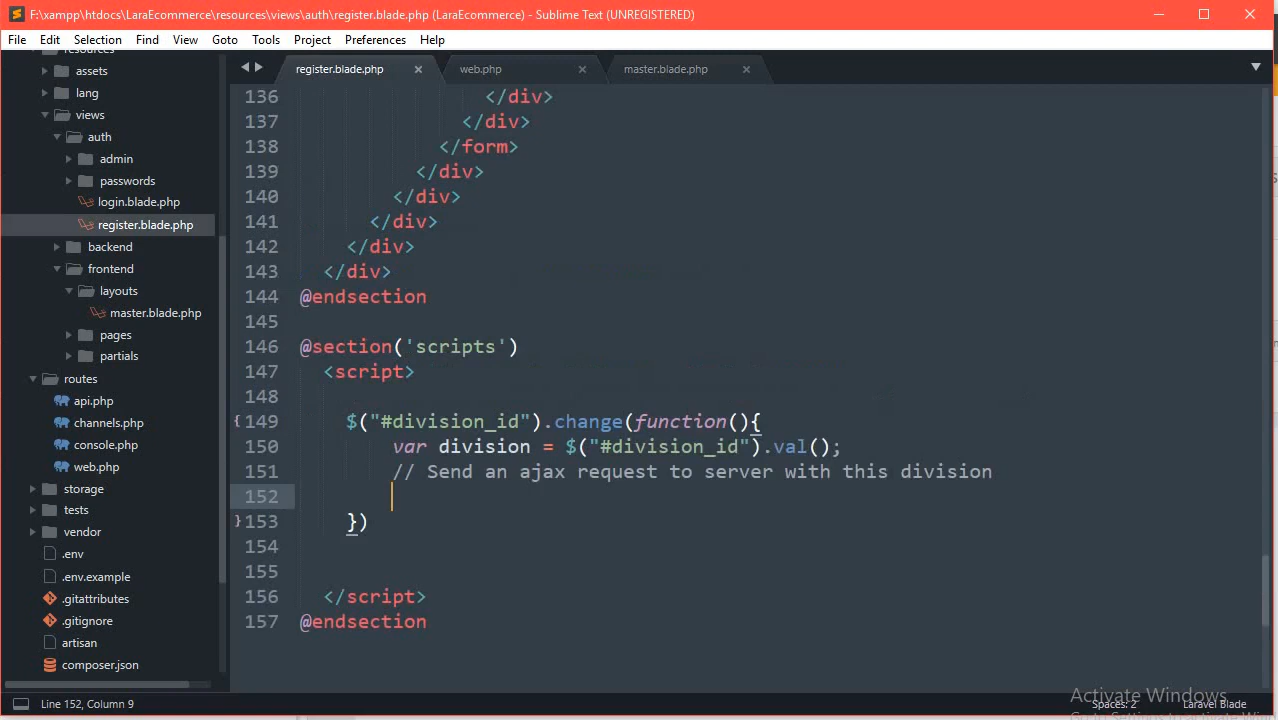 F:\xampp\htdocs\LaraEcommerce\resources\views\auth\register.blade.php (LaraEcommerce) - Sublime Text (UNREGISTERED)
File Edit Selection Find View Goto Tools Project Preferences Help
resources
assets
lang
views
auth
admin
passwords
login.blade.php
register.blade.php
backend
frontend
layouts
master.blade.php
pages
partials
routes
api.php
channels.php
console.php
web.php
storage
tests
vendor
.env
.env.example
.gitattributes
.gitignore
artisan
composer.json
register.blade.php web.php master.blade.php
136 </div>
137 </div>
138 </form>
139 </div>
140 </div>
141 </div>
142 </div>
143 </div>
144 @endsection
145
146 @section('scripts')
147 <script>
148
149 $("#division_id").change(function(){
150 var division = $("#division_id").val();
151 // Send an ajax request to server with this division
152
153 })
154
155
156 </script>
157 @endsection
Activate Windows
Line 152, Column 9 Spaces: 2 Laravel Blade